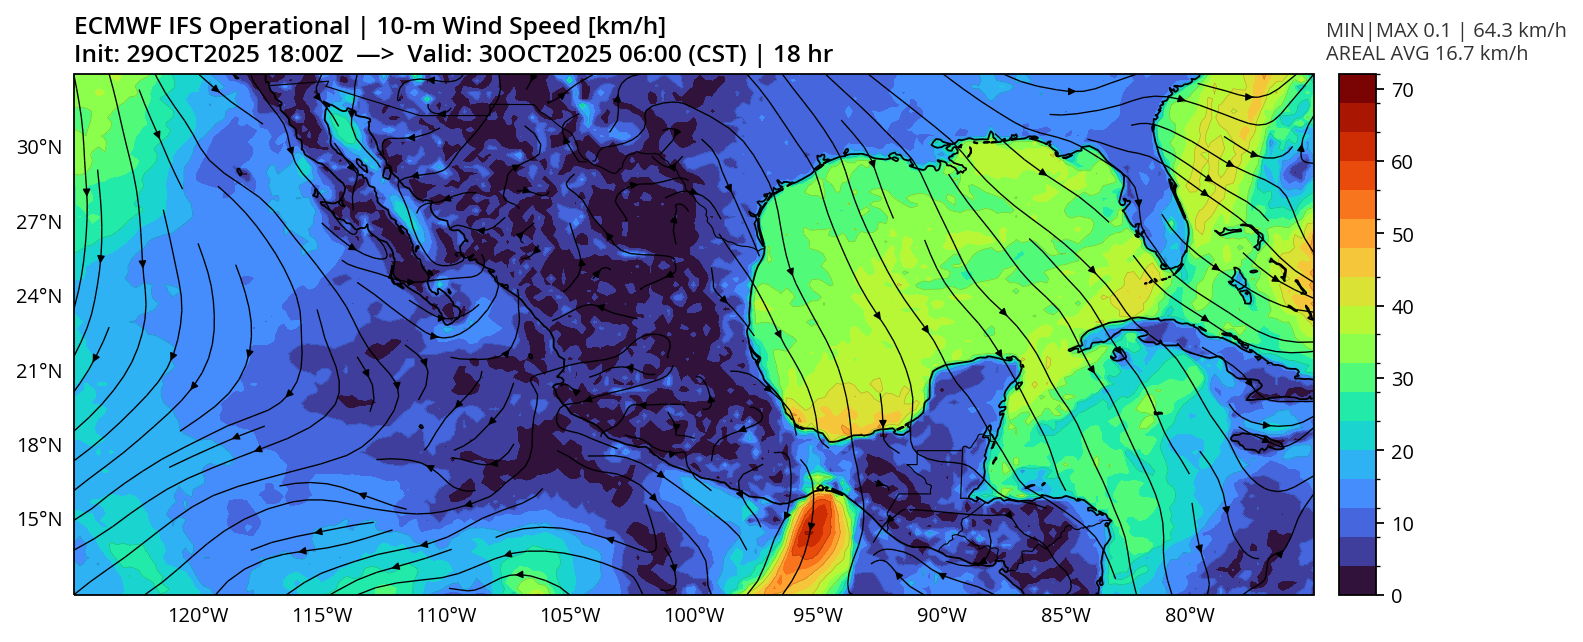 ECMWF IFS Operational | 10-m Wind Speed [km/h]
Init: 29OCT2025 18:00Z —> Valid: 30OCT2025 06:00 (CST) | 18 hr
MIN|MAX 0.1 | 64.3 km/h
AREAL AVG 16.7 km/h
30°N
27°N
24°N
21°N
18°N
15°N
120°W
115°W
110°W
105°W
100°W
95°W
90°W
85°W
80°W
70
60
50
40
30
20
10
0